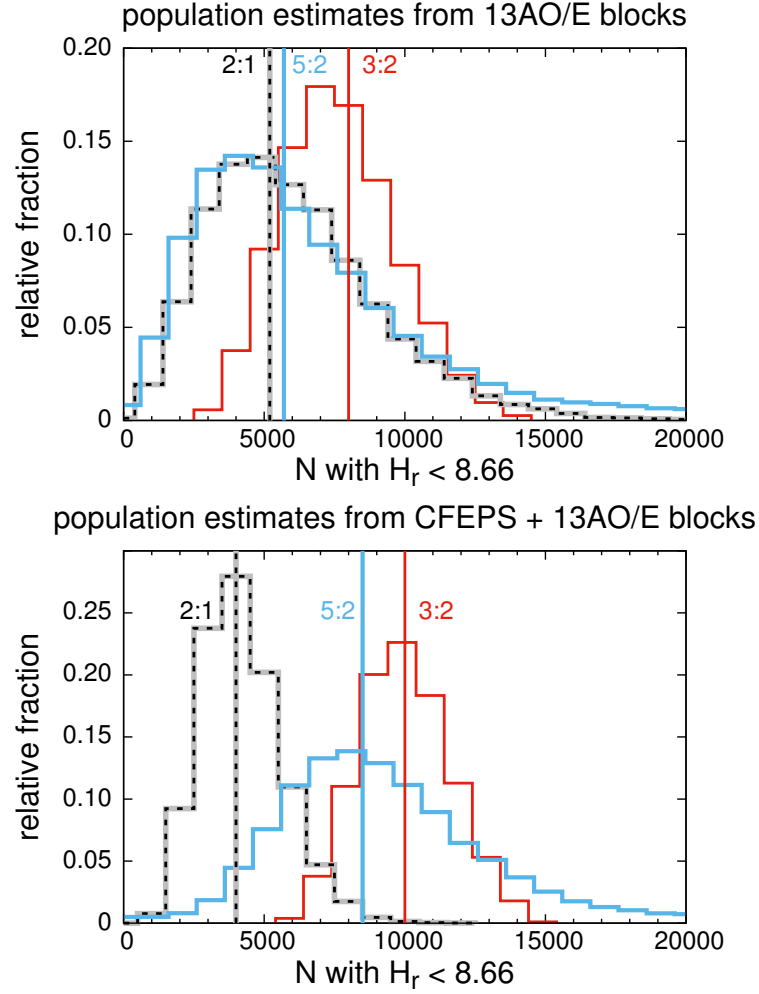 population estimates from 13AO/E blocks
0.20
2:1
5:2
3:2
0.15
0.10
0.05
0
relative fraction
0 5000 10000 15000 20000
N with H_r < 8.66
population estimates from CFEPS + 13AO/E blocks
0.25
2:1
5:2
3:2
0.20
0.15
0.10
0.05
0
relative fraction
0 5000 10000 15000 20000
N with H_r < 8.66